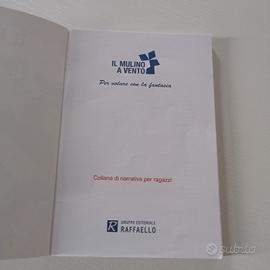 IL MULINO
A VENTO
Per volare con la fantasia
Collana di narrativa per ragazzi
GRUPPO EDITORIALE
RAFFAELLO
subito